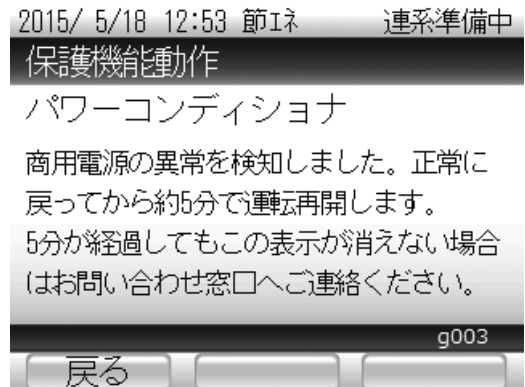 2015/ 5/18 12:53 節ｴﾈ 連系準備中
保護機能動作
パワーコンディショナ
商用電源の異常を検知しました。正常に
戻ってから約5分で運転再開します。
5分が経過してもこの表示が消えない場合
はお問い合わせ窓口へご連絡ください。
g003
戻る